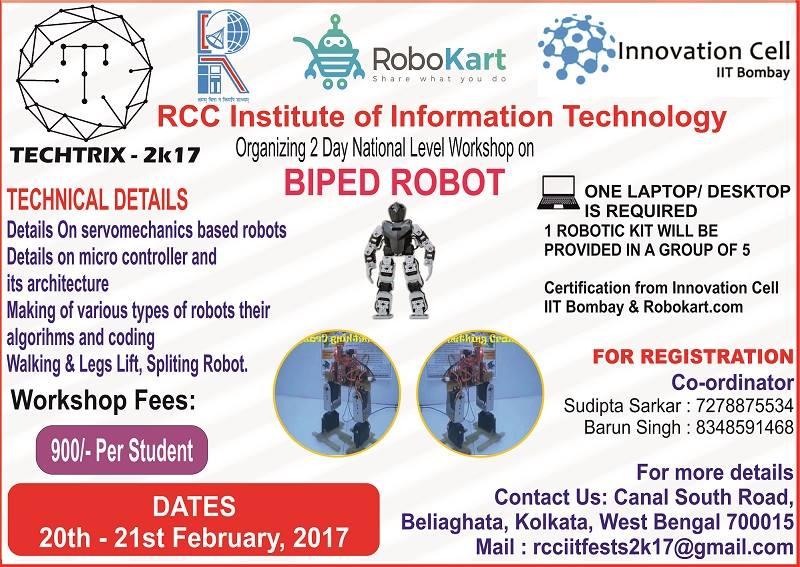 TECHTRIX - 2k17
RoboKart
Share what you do
Innovation Cell
IIT Bombay
RCC Institute of Information Technology
Organizing 2 Day National Level Workshop on
BIPED ROBOT
TECHNICAL DETAILS
Details On servomechanics based robots
Details on micro controller and
its architecture
Making of various types of robots their
algorihms and coding
Walking & Legs Lift, Spliting Robot.
Workshop Fees:
900/- Per Student
DATES
20th - 21st February, 2017
ONE LAPTOP/ DESKTOP
IS REQUIRED
1 ROBOTIC KIT WILL BE
PROVIDED IN A GROUP OF 5
Certification from Innovation Cell
IIT Bombay & Robokart.com
FOR REGISTRATION
Co-ordinator
Sudipta Sarkar : 7278875534
Barun Singh : 8348591468
For more details
Contact Us: Canal South Road,
Beliaghata, Kolkata, West Bengal 700015
Mail : rcciitfests2k17@gmail.com